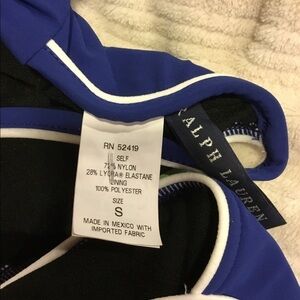 RN 52419
SELF
72% NYLON
28% LYCRA® ELASTANE
LINING
100% POLYESTER
SIZE
S
MADE IN MEXICO WITH
IMPORTED FABRIC
RALPH LAUREN